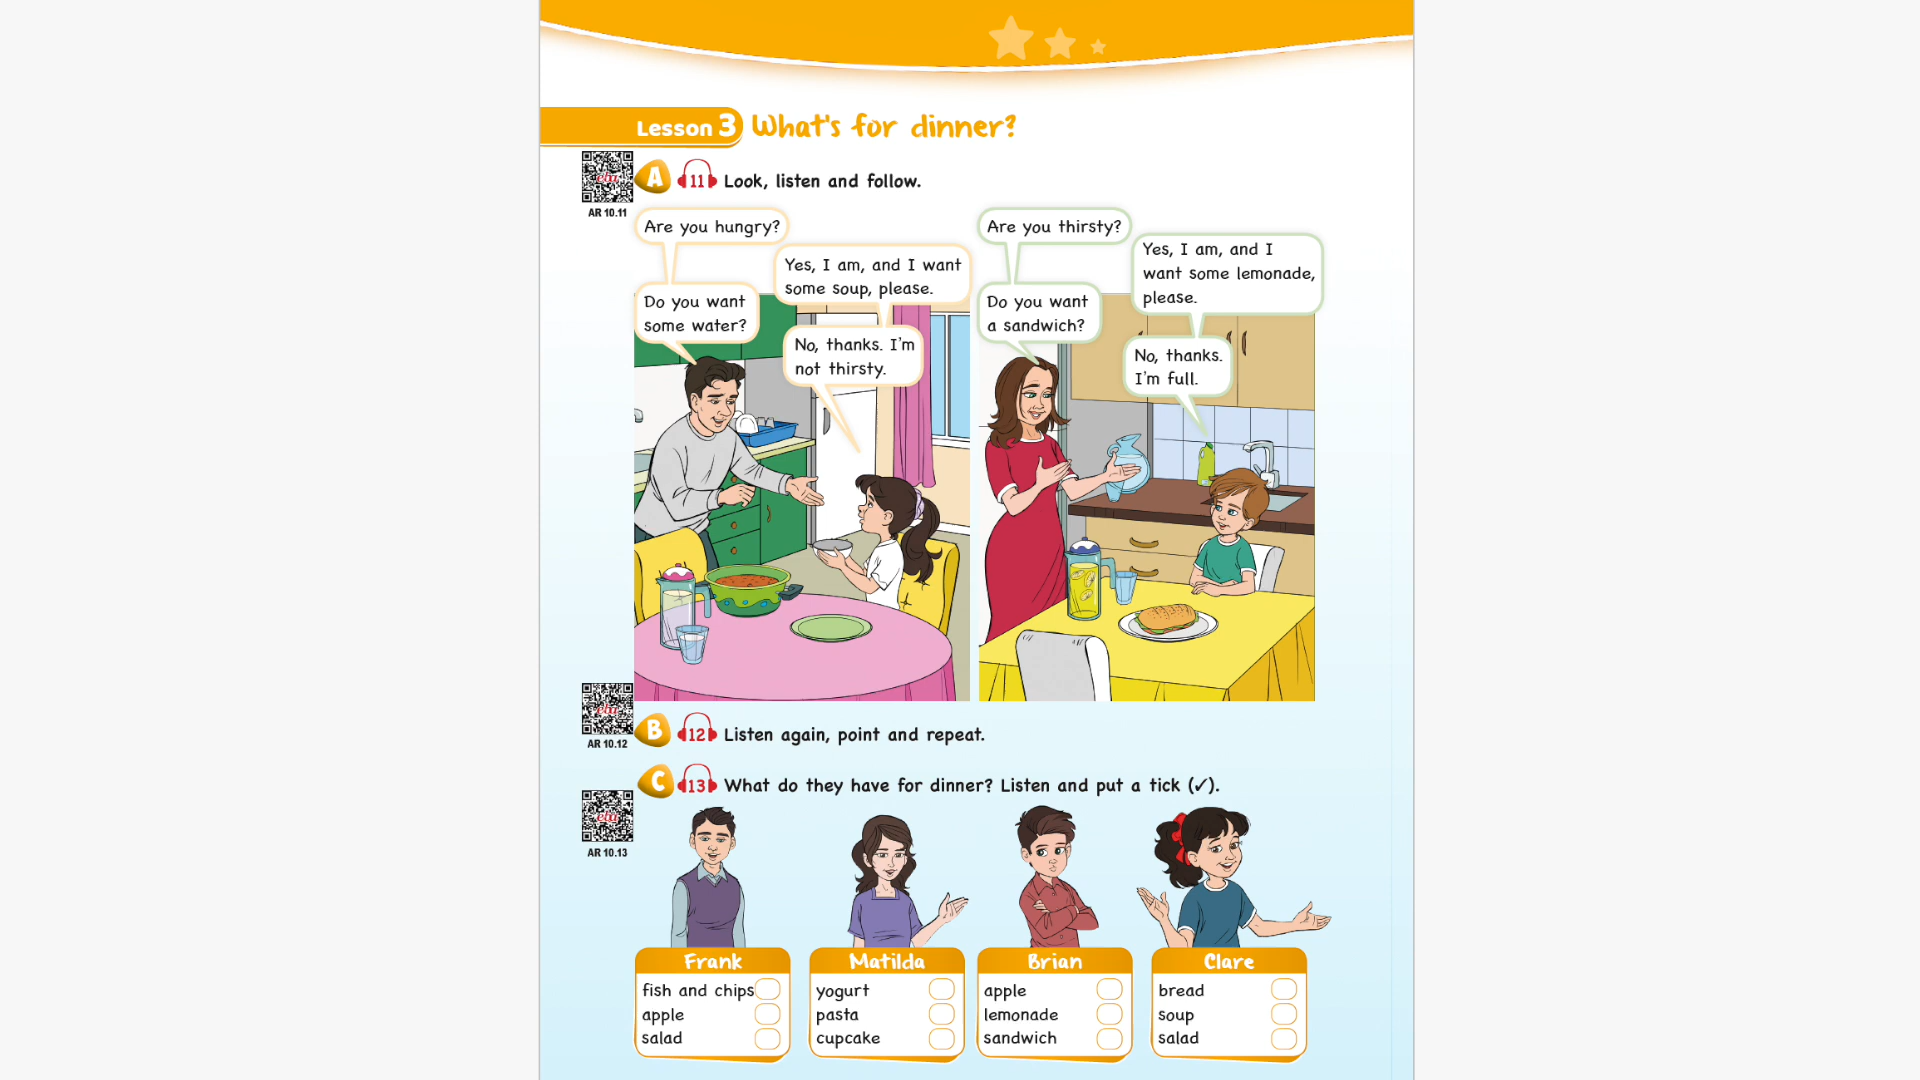 Lesson 3 What's for dinner?
AR 10.11
A 11 Look, listen and follow.
Are you hungry?
Yes, I am, and I want
some soup, please.
Do you want
some water?
No, thanks. I'm
not thirsty.
Are you thirsty?
Yes, I am, and I
want some lemonade,
please.
Do you want
a sandwich?
No, thanks.
I'm full.
AR 10.12
B 12 Listen again, point and repeat.
C 13 What do they have for dinner? Listen and put a tick (✓).
AR 10.13
Frank
fish and chips
apple
salad
Matilda
yogurt
pasta
cupcake
Brian
apple
lemonade
sandwich
Clare
bread
soup
salad